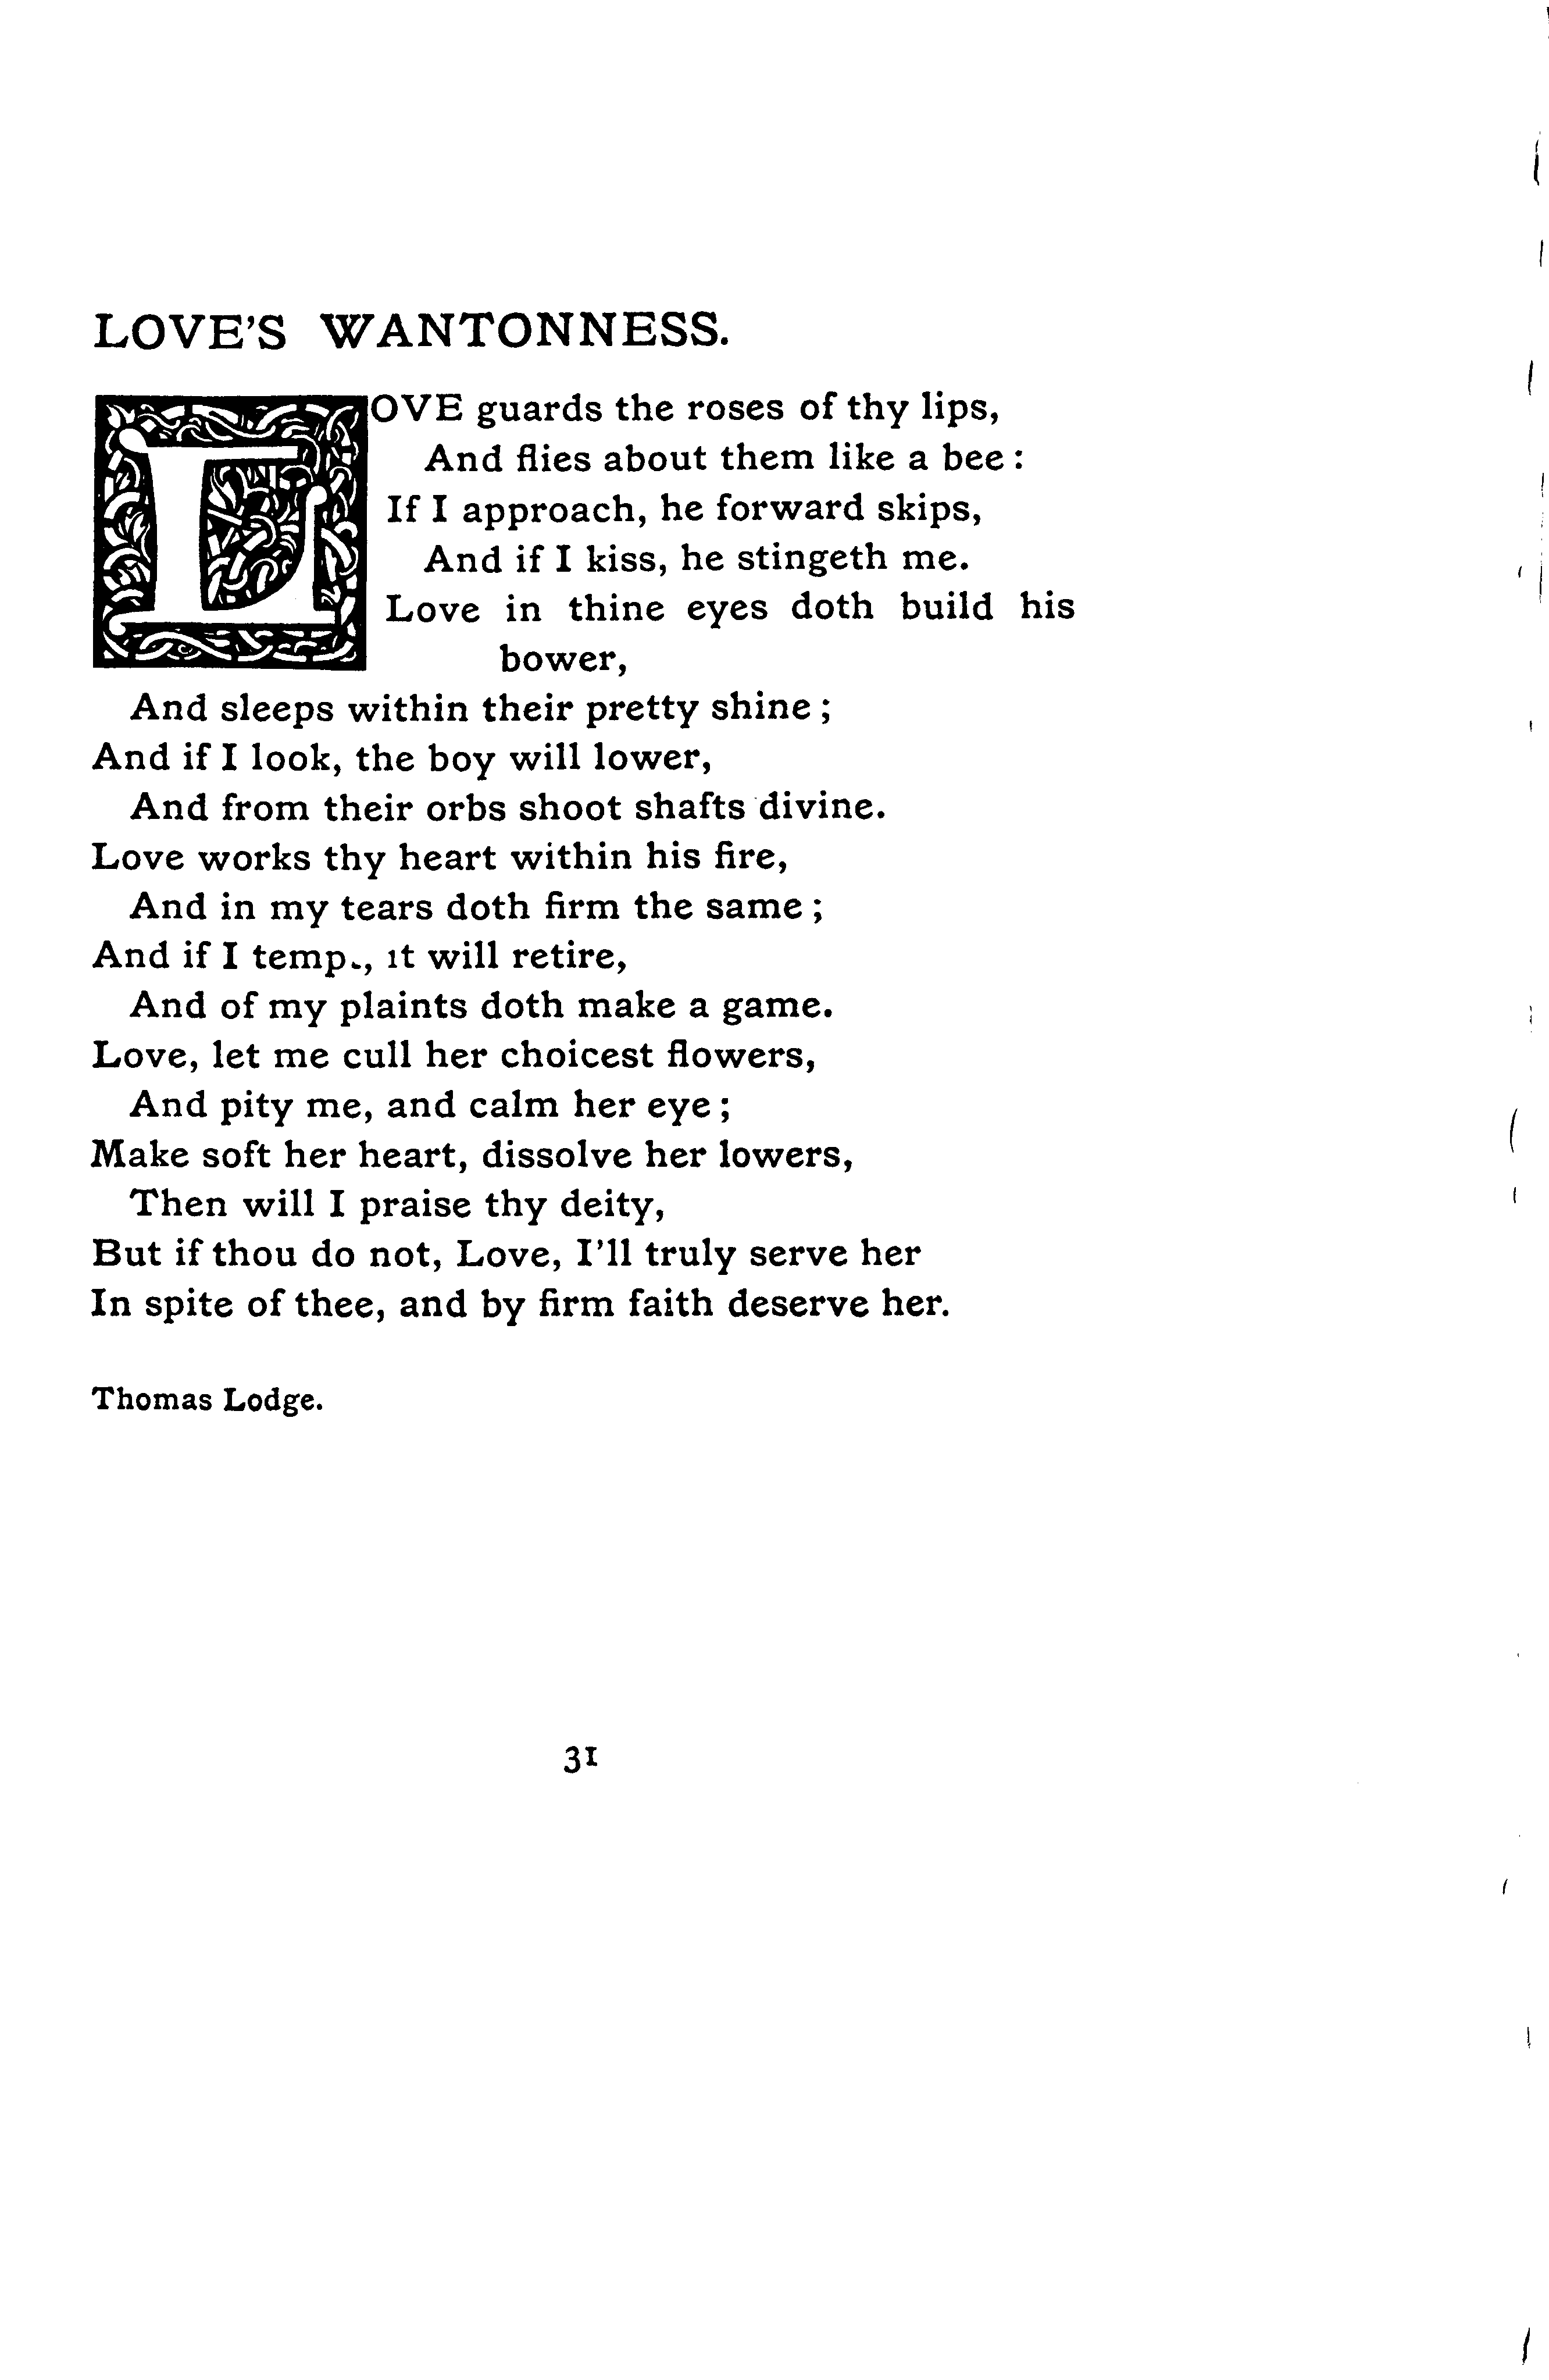 LOVE'S WANTONNESS.
LOVE guards the roses of thy lips,
And flies about them like a bee :
If I approach, he forward skips,
And if I kiss, he stingeth me.
Love in thine eyes doth build his
bower,
And sleeps within their pretty shine ;
And if I look, the boy will lower,
And from their orbs shoot shafts divine.
Love works thy heart within his fire,
And in my tears doth firm the same ;
And if I , it will retire,
And of my plaints doth make a game.
Love, let me cull her choicest flowers,
And pity me, and calm her eye ;
Make soft her heart, dissolve her lowers,
Then will I praise thy deity,
But if thou do not, Love, I'll truly serve her
In spite of thee, and by firm faith deserve her.
Thomas Lodge.
31